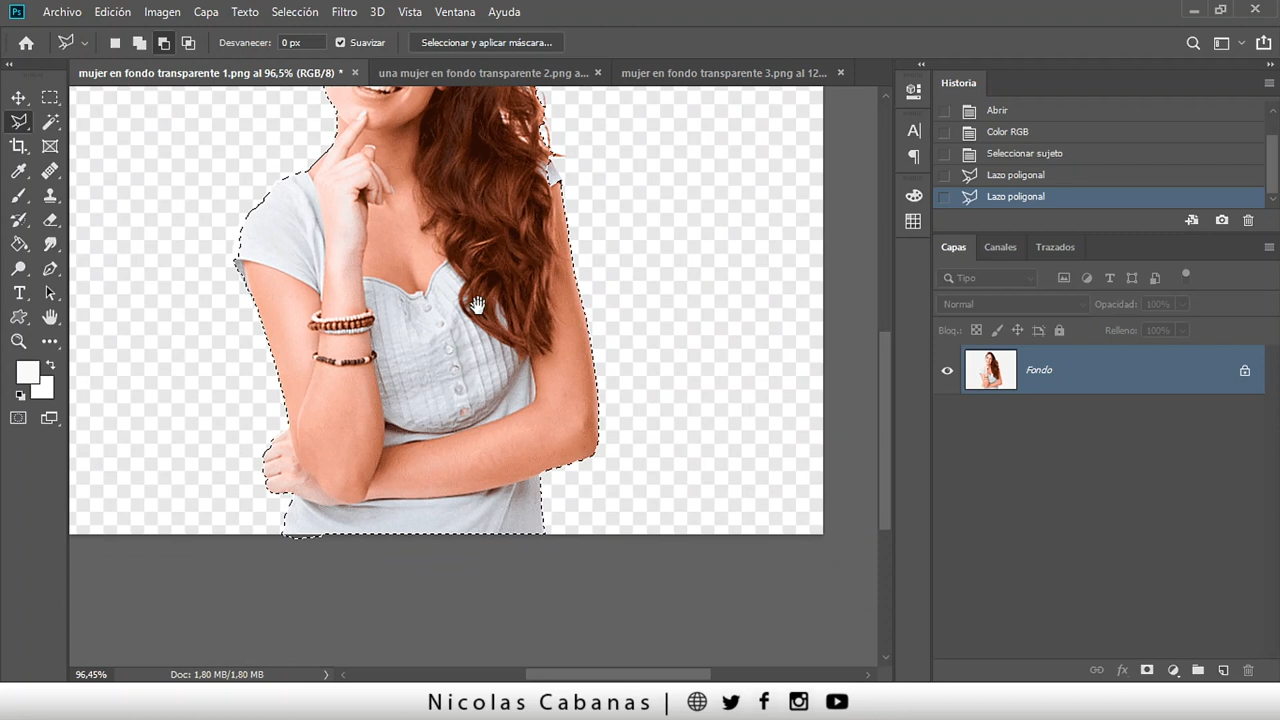 Ps Archivo Edición Imagen Capa Texto Selección Filtro 3D Vista Ventana Ayuda
Desvanecer: 0 px Suavizar Seleccionar y aplicar máscara...
mujer en fondo transparente 1.png al 96,5% (RGB/8) * una mujer en fondo transparente 2.png a... mujer en fondo transparente 3.png al 12...
Historia
Abrir
Color RGB
Seleccionar sujeto
Lazo poligonal
Lazo poligonal
Capas Canales Trazados
Tipo
Normal Opacidad: 100%
Bloq.: Relleno: 100%
Fondo
96,45% Doc: 1,80 MB/1,80 MB
Nicolas Cabanas |